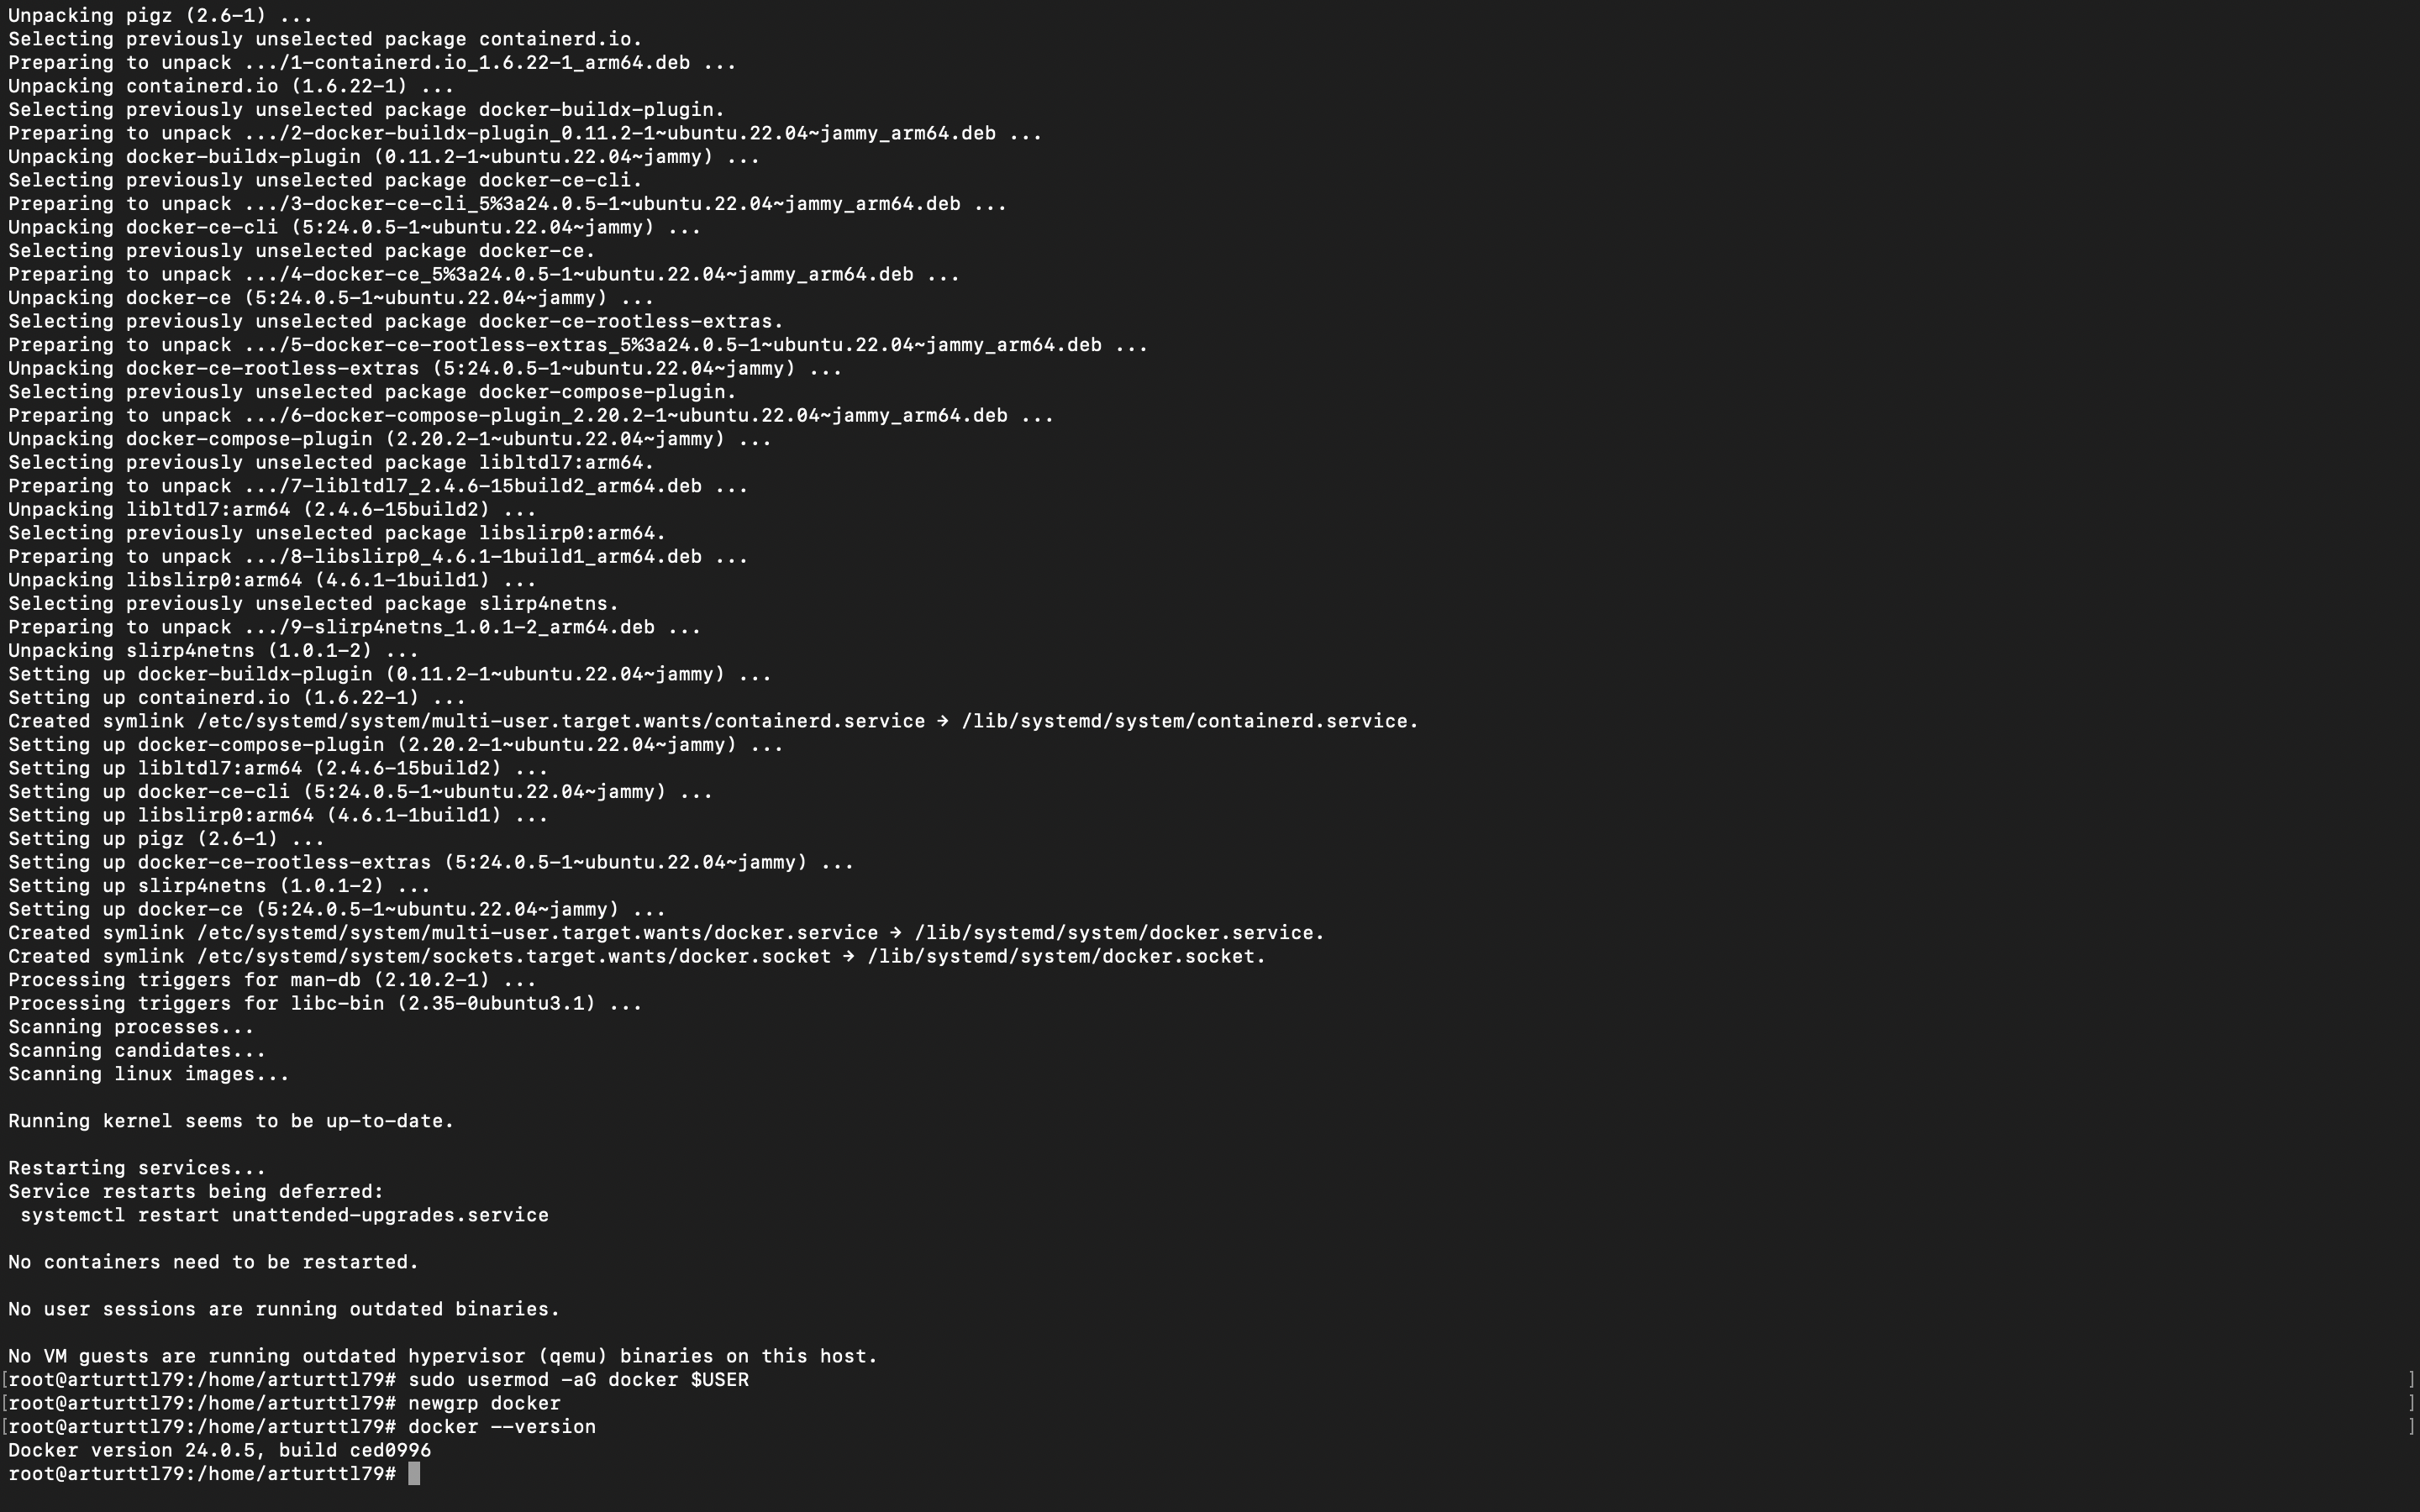 Unpacking pigz (2.6-1) ...
Selecting previously unselected package containerd.io.
Preparing to unpack .../1-containerd.io_1.6.22-1_arm64.deb ...
Unpacking containerd.io (1.6.22-1) ...
Selecting previously unselected package docker-buildx-plugin.
Preparing to unpack .../2-docker-buildx-plugin_0.11.2-1~ubuntu.22.04~jammy_arm64.deb ...
Unpacking docker-buildx-plugin (0.11.2-1~ubuntu.22.04~jammy) ...
Selecting previously unselected package docker-ce-cli.
Preparing to unpack .../3-docker-ce-cli_5%3a24.0.5-1~ubuntu.22.04~jammy_arm64.deb ...
Unpacking docker-ce-cli (5:24.0.5-1~ubuntu.22.04~jammy) ...
Selecting previously unselected package docker-ce.
Preparing to unpack .../4-docker-ce_5%3a24.0.5-1~ubuntu.22.04~jammy_arm64.deb ...
Unpacking docker-ce (5:24.0.5-1~ubuntu.22.04~jammy) ...
Selecting previously unselected package docker-ce-rootless-extras.
Preparing to unpack .../5-docker-ce-rootless-extras_5%3a24.0.5-1~ubuntu.22.04~jammy_arm64.deb ...
Unpacking docker-ce-rootless-extras (5:24.0.5-1~ubuntu.22.04~jammy) ...
Selecting previously unselected package docker-compose-plugin.
Preparing to unpack .../6-docker-compose-plugin_2.20.2-1~ubuntu.22.04~jammy_arm64.deb ...
Unpacking docker-compose-plugin (2.20.2-1~ubuntu.22.04~jammy) ...
Selecting previously unselected package libltdl7:arm64.
Preparing to unpack .../7-libltdl7_2.4.6-15build2_arm64.deb ...
Unpacking libltdl7:arm64 (2.4.6-15build2) ...
Selecting previously unselected package libslirp0:arm64.
Preparing to unpack .../8-libslirp0_4.6.1-1build1_arm64.deb ...
Unpacking libslirp0:arm64 (4.6.1-1build1) ...
Selecting previously unselected package slirp4netns.
Preparing to unpack .../9-slirp4netns_1.0.1-2_arm64.deb ...
Unpacking slirp4netns (1.0.1-2) ...
Setting up docker-buildx-plugin (0.11.2-1~ubuntu.22.04~jammy) ...
Setting up containerd.io (1.6.22-1) ...
Created symlink /etc/systemd/system/multi-user.target.wants/containerd.service → /lib/systemd/system/containerd.service.
Setting up docker-compose-plugin (2.20.2-1~ubuntu.22.04~jammy) ...
Setting up libltdl7:arm64 (2.4.6-15build2) ...
Setting up docker-ce-cli (5:24.0.5-1~ubuntu.22.04~jammy) ...
Setting up libslirp0:arm64 (4.6.1-1build1) ...
Setting up pigz (2.6-1) ...
Setting up docker-ce-rootless-extras (5:24.0.5-1~ubuntu.22.04~jammy) ...
Setting up slirp4netns (1.0.1-2) ...
Setting up docker-ce (5:24.0.5-1~ubuntu.22.04~jammy) ...
Created symlink /etc/systemd/system/multi-user.target.wants/docker.service → /lib/systemd/system/docker.service.
Created symlink /etc/systemd/system/sockets.target.wants/docker.socket → /lib/systemd/system/docker.socket.
Processing triggers for man-db (2.10.2-1) ...
Processing triggers for libc-bin (2.35-0ubuntu3.1) ...
Scanning processes...
Scanning candidates...
Scanning linux images...
Running kernel seems to be up-to-date.
Restarting services...
Service restarts being deferred:
systemctl restart unattended-upgrades.service
No containers need to be restarted.
No user sessions are running outdated binaries.
No VM guests are running outdated hypervisor (qemu) binaries on this host.
[root@arturttl79:/home/arturttl79# sudo usermod -aG docker $USER ]
[root@arturttl79:/home/arturttl79# newgrp docker ]
[root@arturttl79:/home/arturttl79# docker --version ]
Docker version 24.0.5, build ced0996
root@arturttl79:/home/arturttl79#